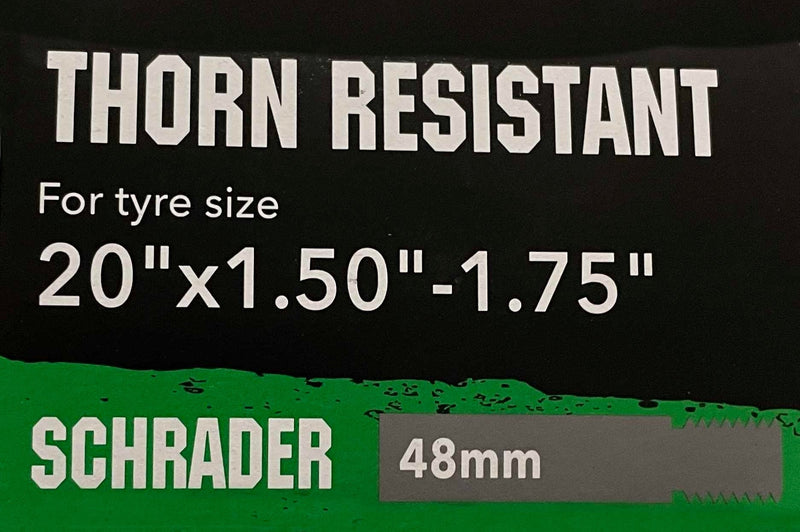 THORN RESISTANT
For tyre size
20"x1.50"-1.75"
SCHRADER 48mm